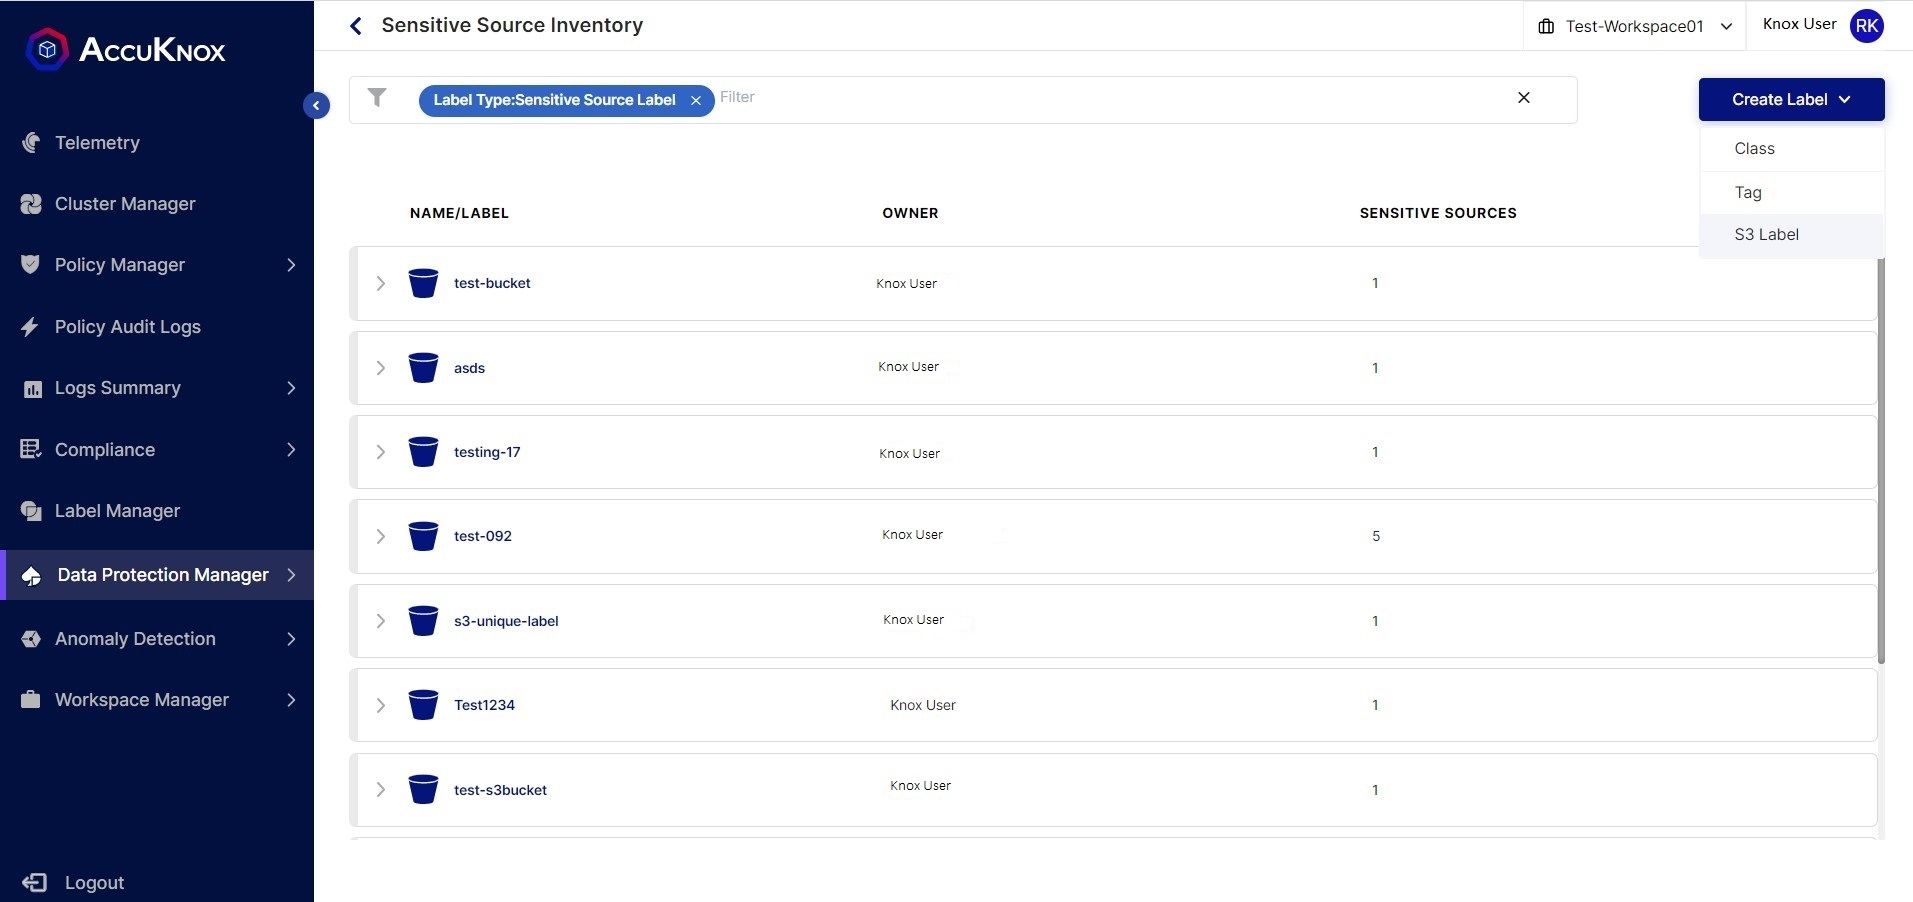 ACCUKNOX
Telemetry
Cluster Manager
Policy Manager
Policy Audit Logs
Logs Summary
Compliance
Label Manager
Data Protection Manager
Anomaly Detection
Workspace Manager
Logout
Sensitive Source Inventory
Test-Workspace01
Knox User
RK
Label Type:Sensitive Source Label
Filter
Create Label
Class
Tag
S3 Label
NAME/LABEL OWNER SENSITIVE SOURCES
test-bucket Knox User 1
asds Knox User 1
testing-17 Knox User 1
test-092 Knox User 5
s3-unique-label Knox User 1
Test1234 Knox User 1
test-s3bucket Knox User 1